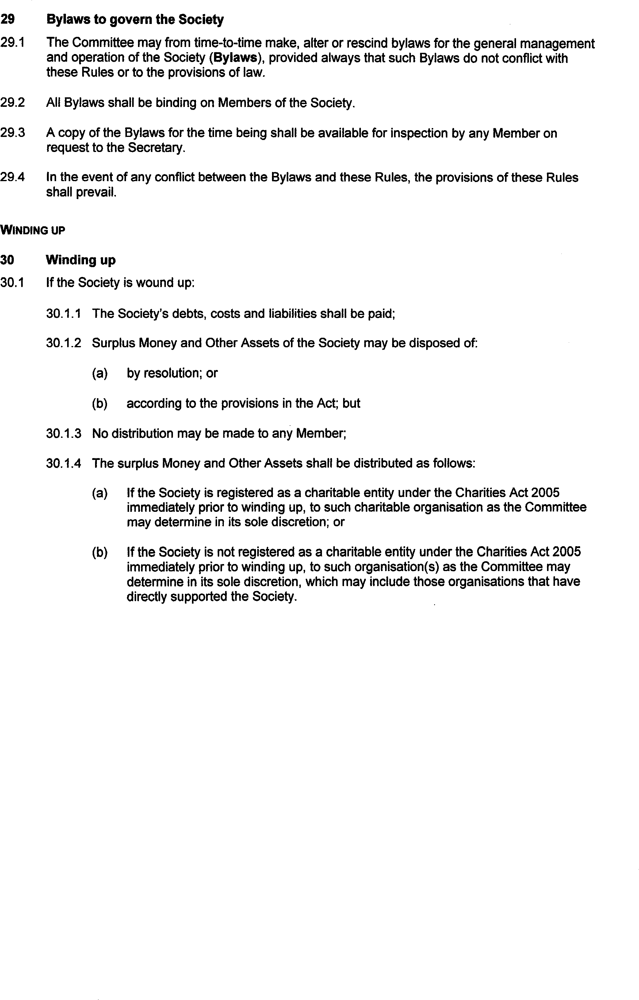 29 Bylaws to govern the Society
29.1 The Committee may from time-to-time make, alter or rescind bylaws for the general management
and operation of the Society (Bylaws), provided always that such Bylaws do not conflict with
these Rules or to the provisions of law.
29.2 All Bylaws shall be binding on Members of the Society.
29.3 A copy of the Bylaws for the time being shall be available for inspection by any Member on
request to the Secretary.
29.4 In the event of any conflict between the Bylaws and these Rules, the provisions of these Rules
shall prevail.
WINDING UP
30 Winding up
30.1 If the Society is wound up:
30.1.1 The Society's debts, costs and liabilities shall be paid;
30.1.2 Surplus Money and Other Assets of the Society may be disposed of:
(a) by resolution; or
(b) according to the provisions in the Act; but
30.1.3 No distribution may be made to any Member;
30.1.4 The surplus Money and Other Assets shall be distributed as follows:
(a) If the Society is registered as a charitable entity under the Charities Act 2005
immediately prior to winding up, to such charitable organisation as the Committee
may determine in its sole discretion; or
(b) If the Society is not registered as a charitable entity under the Charities Act 2005
immediately prior to winding up, to such organisation(s) as the Committee may
determine in its sole discretion, which may include those organisations that have
directly supported the Society.